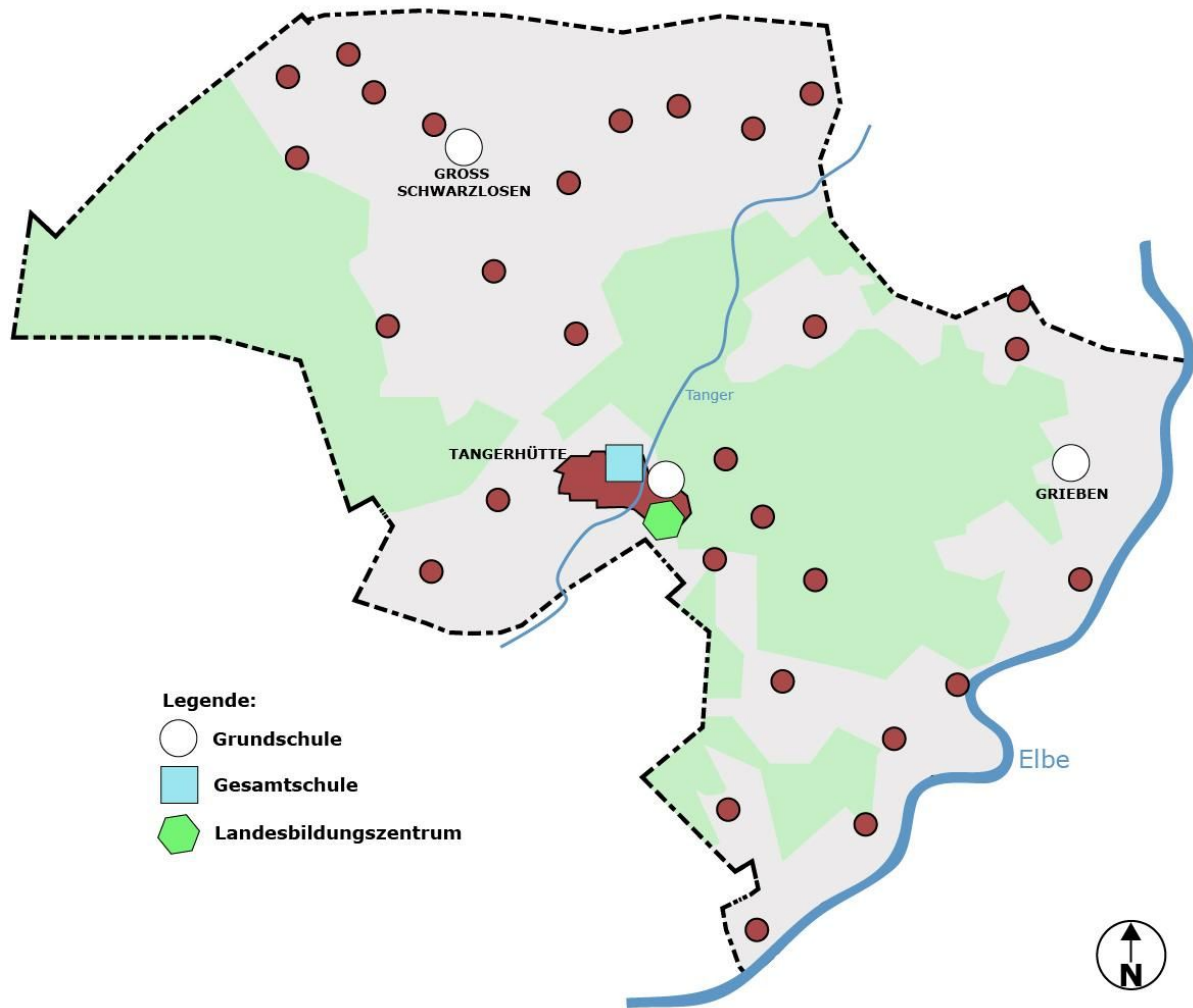 GROSS
SCHWARZLOSEN
Tanger
TANGERHÜTTE
GRIEBEN
Legende:
Grundschule
Gesamtschule
Landesbildungszentrum
Elbe
N